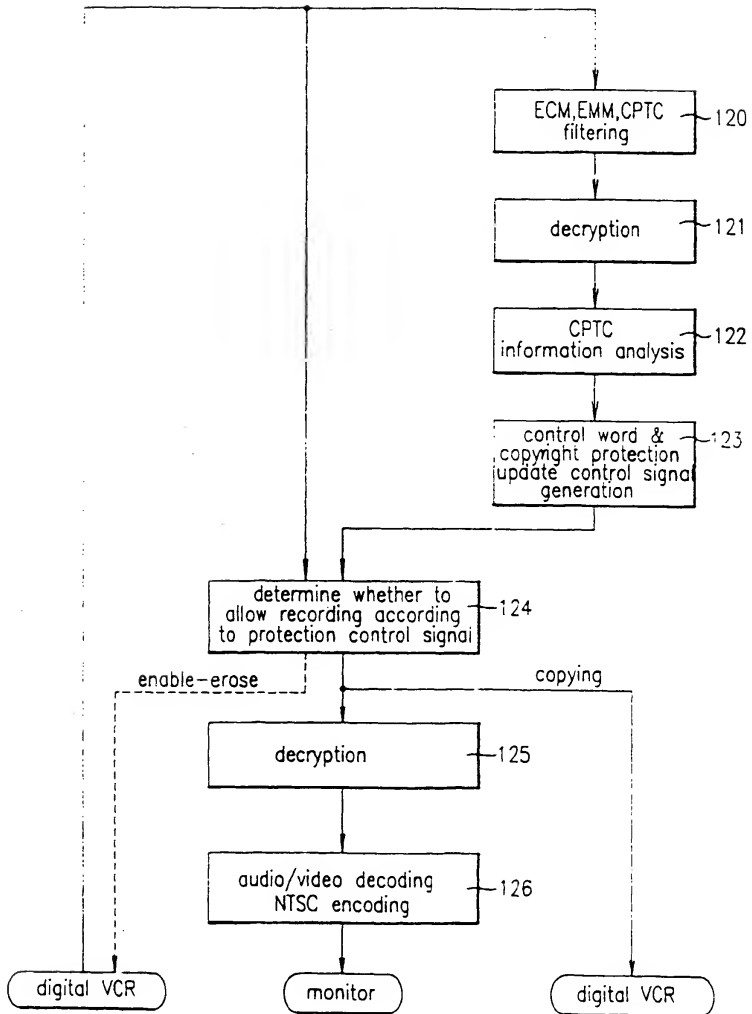 ECM,EMM,CPTC
filtering
120
decryption
121
CPTC
information analysis
122
control word &
copyright protection
update control signal
generation
123
determine whether to
allow recording according
to protection control signal
124
enable-erose
copying
decryption
125
audio/video decoding
NTSC encoding
126
digital VCR
monitor
digital VCR